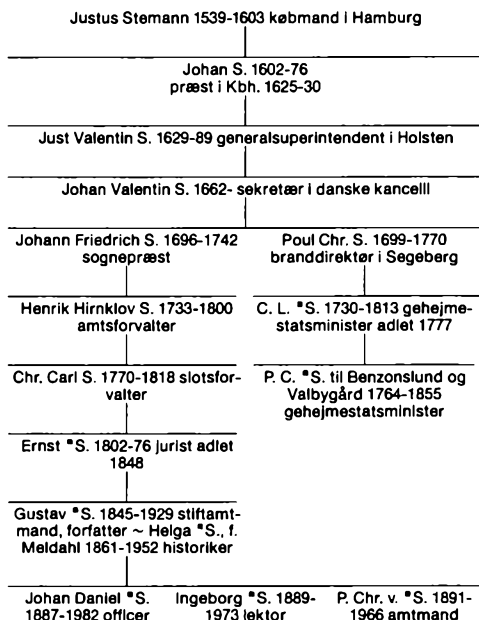 Justus Stemann 1539-1603 købmand i Hamburg
Johan S. 1602-76
præst i Kbh. 1625-30
Just Valentin S. 1629-89 generalsuperintendent i Holsten
Johan Valentin S. 1662- sekretær i danske kancelli
Johann Friedrich S. 1696-1742
sognepræst
Poul Chr. S. 1699-1770
branddirektør i Segeberg
Henrik Hirnklov S. 1733-1800
amtsforvalter
C. L. *S. 1730-1813 gehejme-
statsminister adlet 1777
Chr. Carl S. 1770-1818 slotsfor-
valter
P. C. *S. til Benzonslund og
Valbygård 1764-1855
gehejmestatsminister
Ernst *S. 1802-76 jurist adlet
1848
Gustav *S. 1845-1929 stiftamt-
mand, forfatter ~ Helga *S., f.
Meldahl 1861-1952 historiker
Johan Daniel *S.
1887-1982 officer
Ingeborg *S. 1889-
1973 lektor
P. Chr. v. *S. 1891-
1966 amtmand